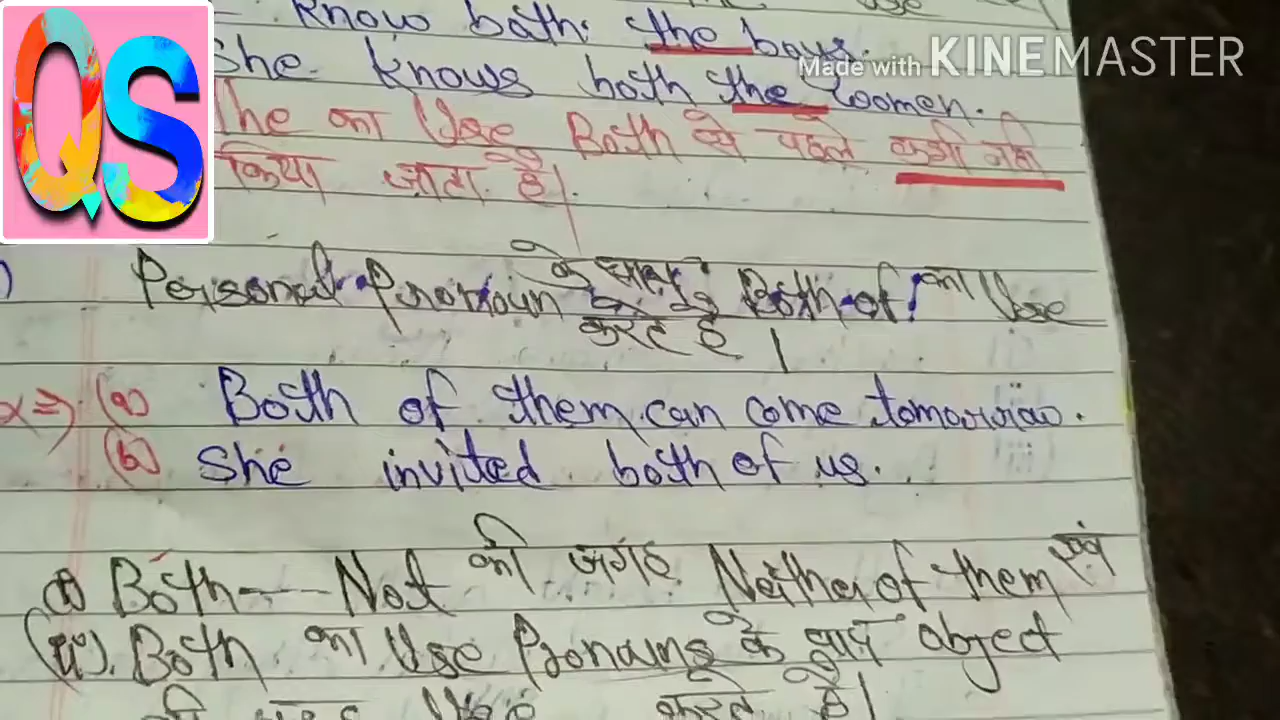 Know both the boys.
She knows both the women.
The का Use Both से पहले कभी नहीं
किया जाता है।
Personal Pronoun के साथ Both of का Use
करते है।
(a) Both of them can come tomorrow.
(b) She invited both of us.
Both --- Not की जगह Neither of them एवं
Both का Use Pronouns के साथ object
की Use करते है।
QS
Made with KINEMASTER